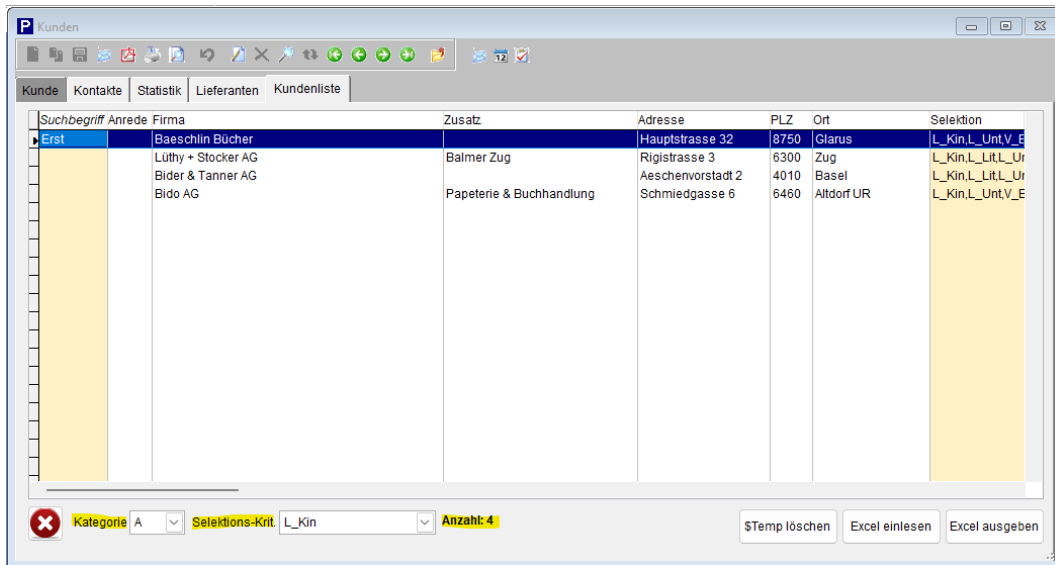 P Kunden
12
Kunde Kontakte Statistik Lieferanten Kundenliste
Suchbegriff Anrede Firma Zusatz Adresse PLZ Ort Selektion
Erst Baeschlin Bücher Hauptstrasse 32 8750 Glarus L_Kin,L_Unt,V_E
Lüthy + Stocker AG Balmer Zug Rigistrasse 3 6300 Zug L_Kin,L_Lit,L_Ur
Bider & Tanner AG Aeschenvorstadt 2 4010 Basel L_Kin,L_Lit,L_Ur
Bido AG Papeterie & Buchhandlung Schmiedgasse 6 6460 Altdorf UR L_Kin,L_Unt,V_E
Kategorie A Selektions-Krit. L_Kin Anzahl: 4 $Temp löschen Excel einlesen Excel ausgeben